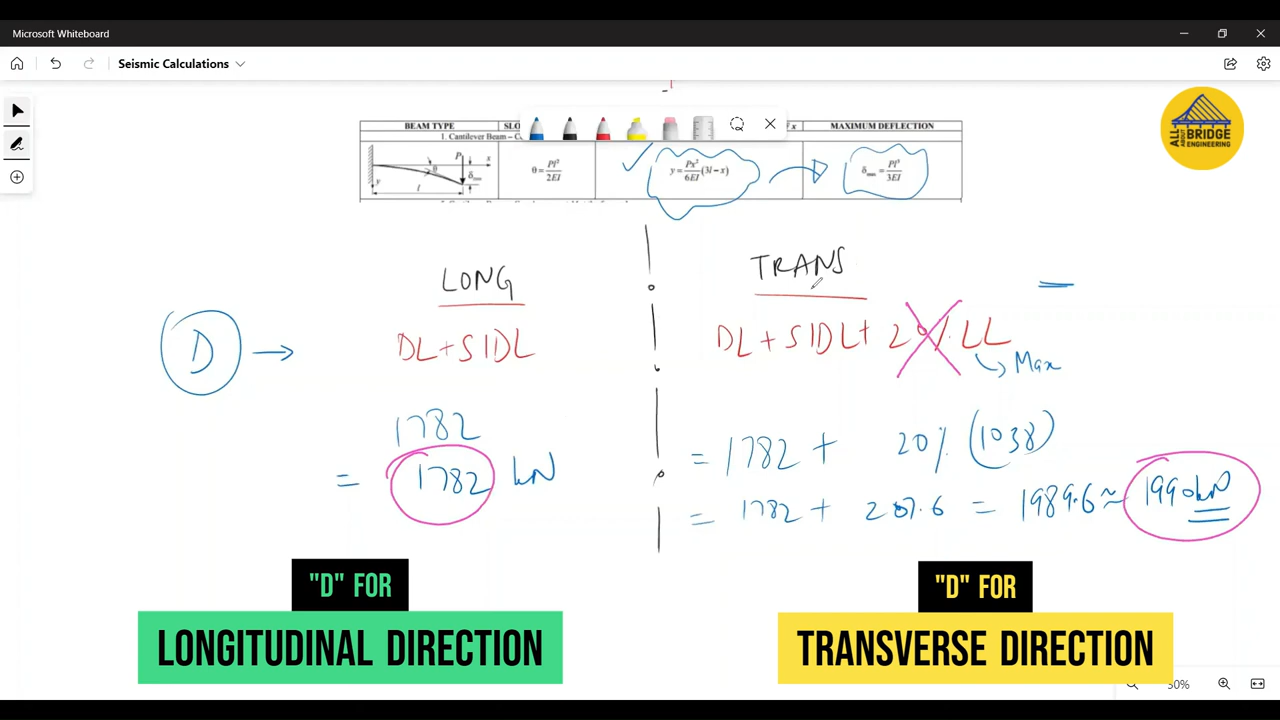 Microsoft Whiteboard
Seismic Calculations
ALL ABOUT BRIDGE ENGINEERING
BEAM TYPE
x
MAXIMUM DEFLECTION
1. Cantilever Beam –
P
x
θ
δmax
y
l
θ = Pl²/2EI
y = Px²/6EI (3l − x)
δmax = Pl³/3EI
LONG
TRANS
D →
DL+SIDL
DL + SIDL + 20% LL
→ Max
1782
= 1782 kN
= 1782 + 20% (1038)
= 1782 + 207.6 = 1989.6 ≈ 1990kN
"D" FOR
LONGITUDINAL DIRECTION
"D" FOR
TRANSVERSE DIRECTION